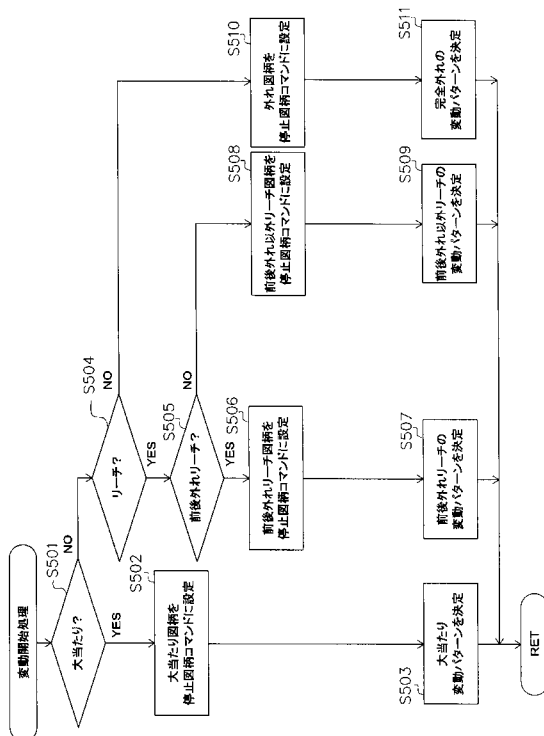 変動開始処理
S501
大当たり?
NO
YES
S502
大当たり図柄を
停止図柄コマンドに設定
S503
大当たり
変動パターンを決定
S504
リーチ?
NO
YES
S505
前後外れリーチ?
NO
YES
S506
前後外れリーチ図柄を
停止図柄コマンドに設定
S507
前後外れリーチの
変動パターンを決定
S508
前後外れ以外リーチ図柄を
停止図柄コマンドに設定
S509
前後外れ以外リーチの
変動パターンを決定
S510
外れ図柄を
停止図柄コマンドに設定
S511
完全外れの
変動パターンを決定
RET